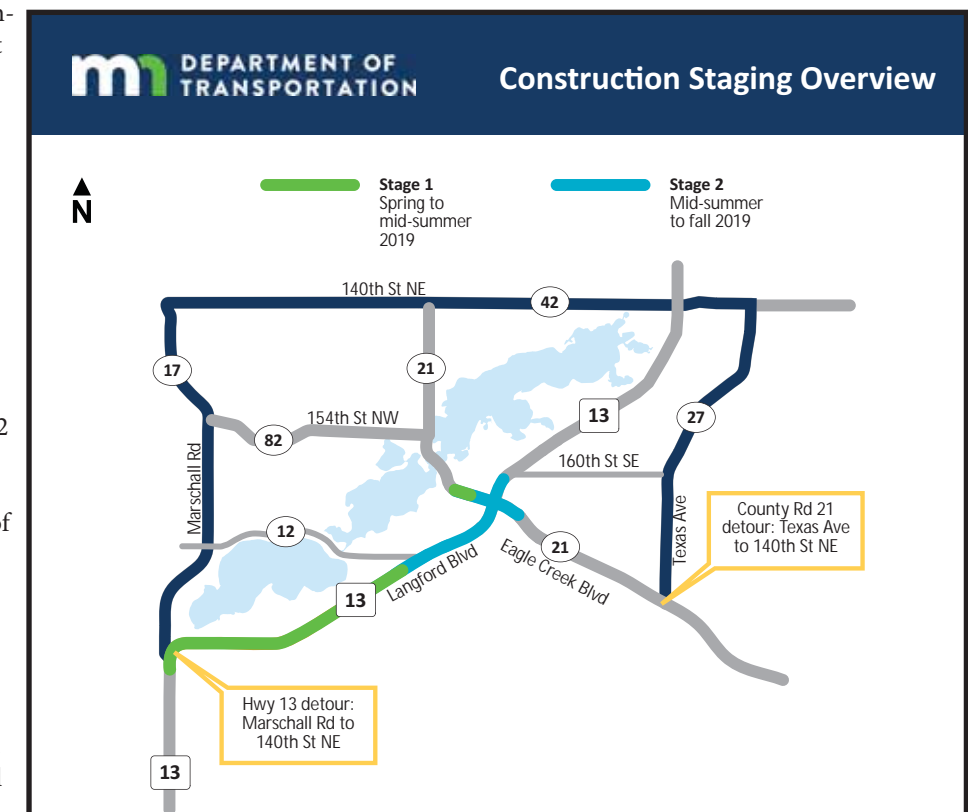 DEPARTMENT OF
TRANSPORTATION
Construction Staging Overview
N
Stage 1
Spring to
mid-summer
2019
Stage 2
Mid-summer
to fall 2019
140th St NE
42
17
21
154th St NW
82
13
27
160th St SE
Marschall Rd
12
Langford Blvd
Eagle Creek Blvd
21
Texas Ave
County Rd 21
detour: Texas Ave
to 140th St NE
13
Hwy 13 detour:
Marschall Rd to
140th St NE
13
2